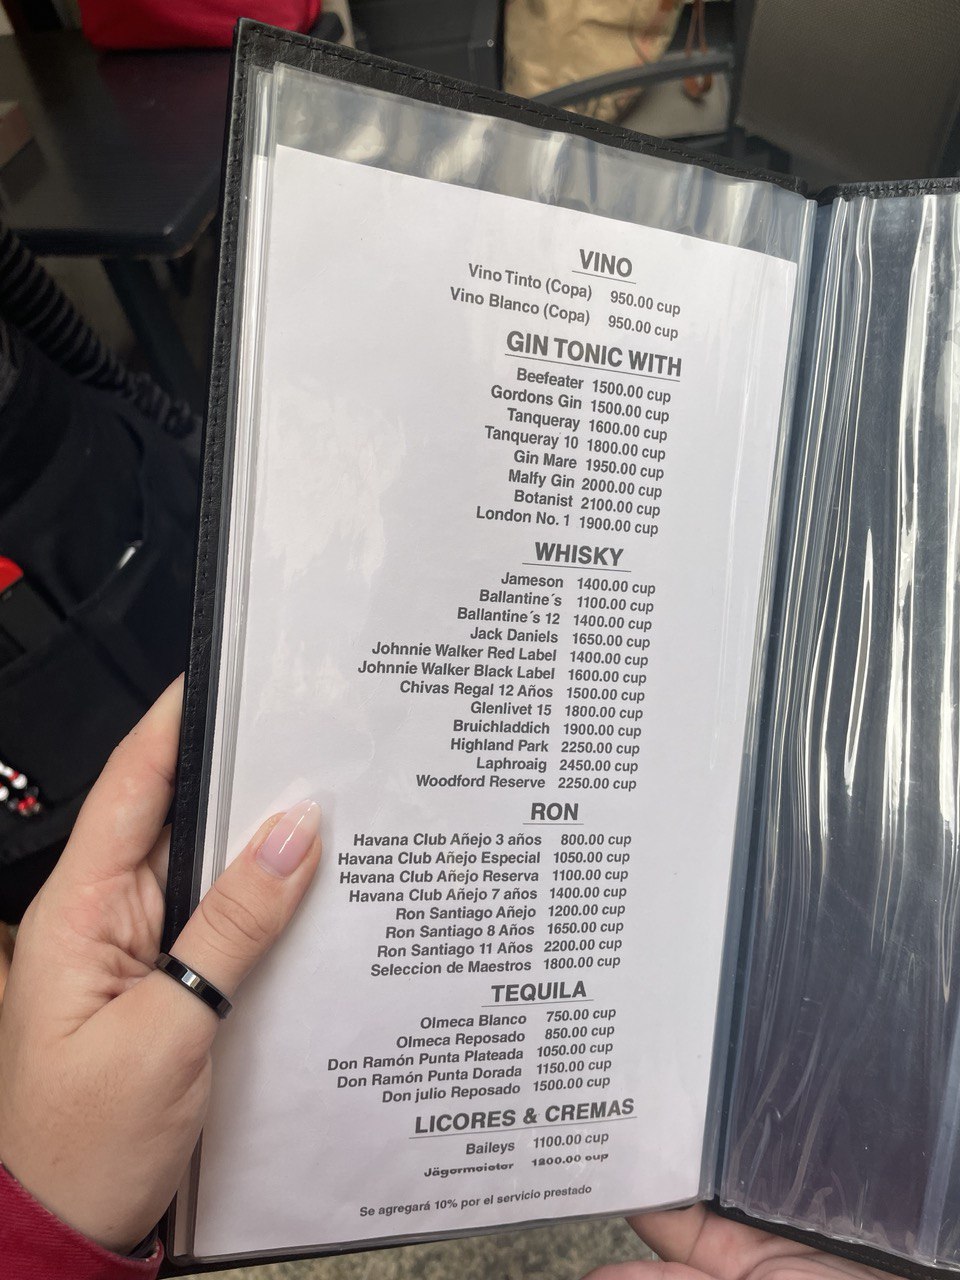 VINO
Vino Tinto (Copa) 950.00 cup
Vino Blanco (Copa) 950.00 cup
GIN TONIC WITH
Beefeater 1500.00 cup
Gordons Gin 1500.00 cup
Tanqueray 1600.00 cup
Tanqueray 10 1800.00 cup
Gin Mare 1950.00 cup
Malfy Gin 2000.00 cup
Botanist 2100.00 cup
London No. 1 1900.00 cup
WHISKY
Jameson 1400.00 cup
Ballantine´s 1100.00 cup
Ballantine´s 12 1400.00 cup
Jack Daniels 1650.00 cup
Johnnie Walker Red Label 1400.00 cup
Johnnie Walker Black Label 1600.00 cup
Chivas Regal 12 Años 1500.00 cup
Glenlivet 15 1800.00 cup
Bruichladdich 1900.00 cup
Highland Park 2250.00 cup
Laphroaig 2450.00 cup
Woodford Reserve 2250.00 cup
RON
Havana Club Añejo 3 años 800.00 cup
Havana Club Añejo Especial 1050.00 cup
Havana Club Añejo Reserva 1100.00 cup
Havana Club Añejo 7 años 1400.00 cup
Ron Santiago Añejo 1200.00 cup
Ron Santiago 8 Años 1650.00 cup
Ron Santiago 11 Años 2200.00 cup
Seleccion de Maestros 1800.00 cup
TEQUILA
Olmeca Blanco 750.00 cup
Olmeca Reposado 850.00 cup
Don Ramón Punta Plateada 1050.00 cup
Don Ramón Punta Dorada 1150.00 cup
Don julio Reposado 1500.00 cup
LICORES & CREMAS
Baileys 1100.00 cup
Jägermeister 1200.00 cup
Se agregará 10% por el servicio prestado